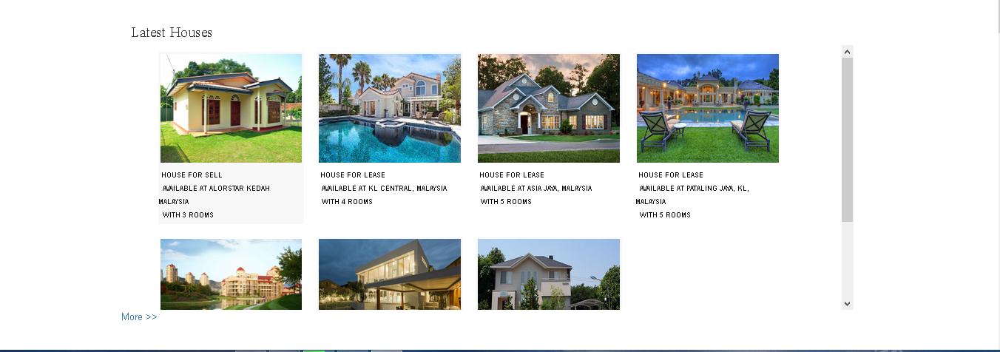 Latest Houses
HOUSE FOR SELL
AVAILABLE AT ALORSTAR KEDAH
MALAYSIA
WITH 3 ROOMS
HOUSE FOR LEASE
AVAILABLE AT KL CENTRAL, MALAYSIA
WITH 4 ROOMS
HOUSE FOR LEASE
AVAILABLE AT ASIA JAYA, MALAYSIA
WITH 5 ROOMS
HOUSE FOR LEASE
AVAILABLE AT PATALING JAYA, KL,
MALAYSIA
WITH 5 ROOMS
More >>